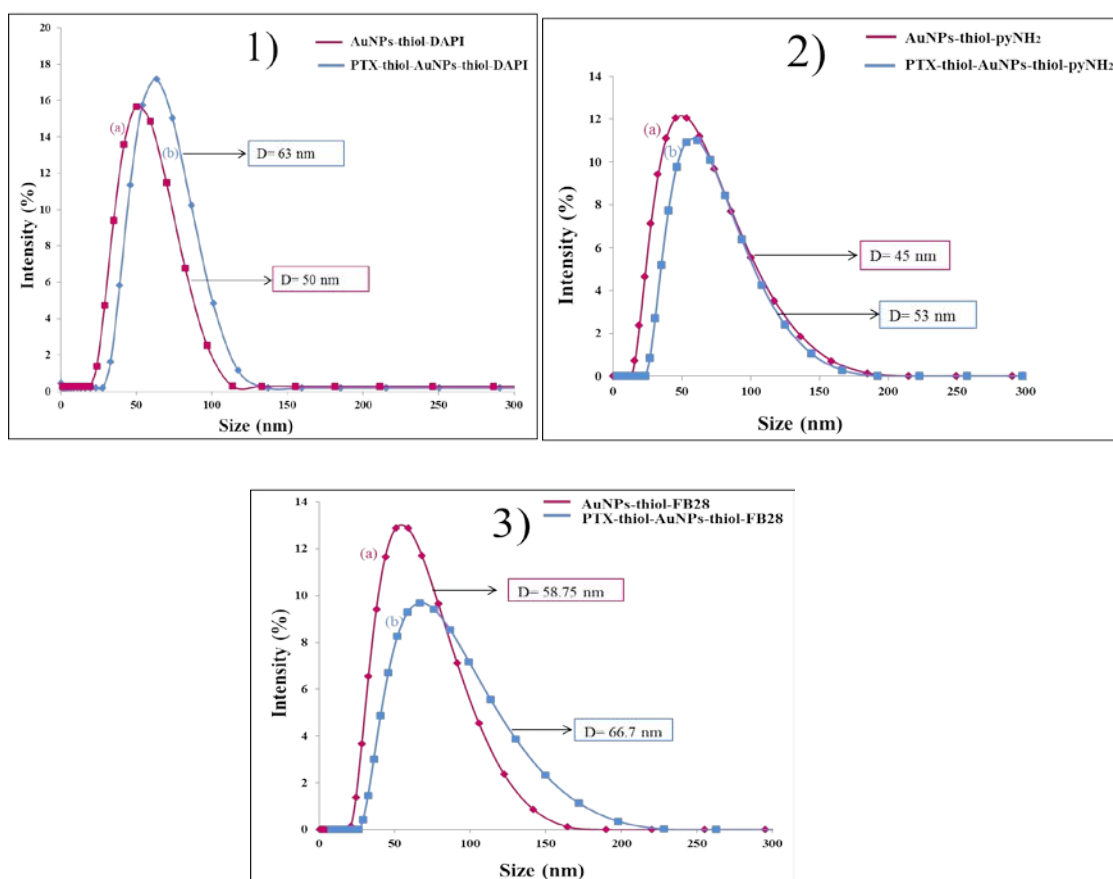 1)
AuNPs-thiol-DAPI
PTX-thiol-AuNPs-thiol-DAPI
20
18
16
14
12
10
8
6
4
2
0
(a)
(b)
D= 63 nm
D= 50 nm
Intensity (%)
0 50 100 150 200 250 300
Size (nm)
2)
AuNPs-thiol-pyNH₂
PTX-thiol-AuNPs-thiol-pyNH₂
14
12
10
8
6
4
2
0
(a)
(b)
D= 45 nm
D= 53 nm
Intensity (%)
0 50 100 150 200 250 300
Size (nm)
3)
AuNPs-thiol-FB28
PTX-thiol-AuNPs-thiol-FB28
14
12
10
8
6
4
2
0
(a)
(b)
D= 58.75 nm
D= 66.7 nm
Intensity (%)
0 50 100 150 200 250 300
Size (nm)